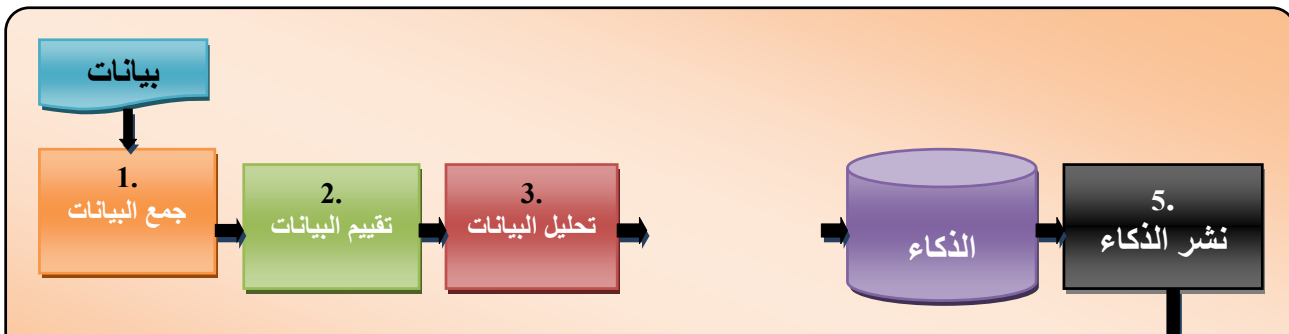 بيانات
1.
جمع البيانات
2.
تقييم البيانات
3.
تحليل البيانات
الذكاء
5.
نشر الذكاء